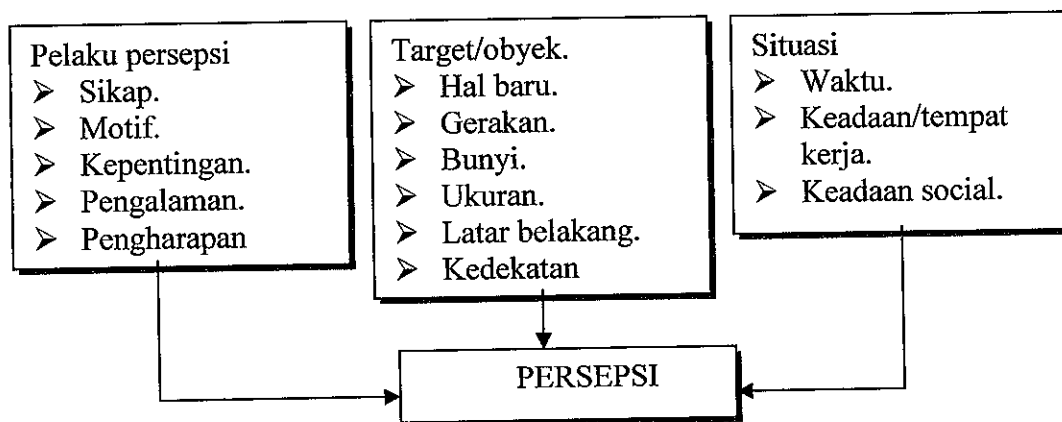 Pelaku persepsi
➢ Sikap.
➢ Motif.
➢ Kepentingan.
➢ Pengalaman.
➢ Pengharapan
Target/obyek.
➢ Hal baru.
➢ Gerakan.
➢ Bunyi.
➢ Ukuran.
➢ Latar belakang.
➢ Kedekatan
Situasi
➢ Waktu.
➢ Keadaan/tempat
kerja.
➢ Keadaan social.
PERSEPSI